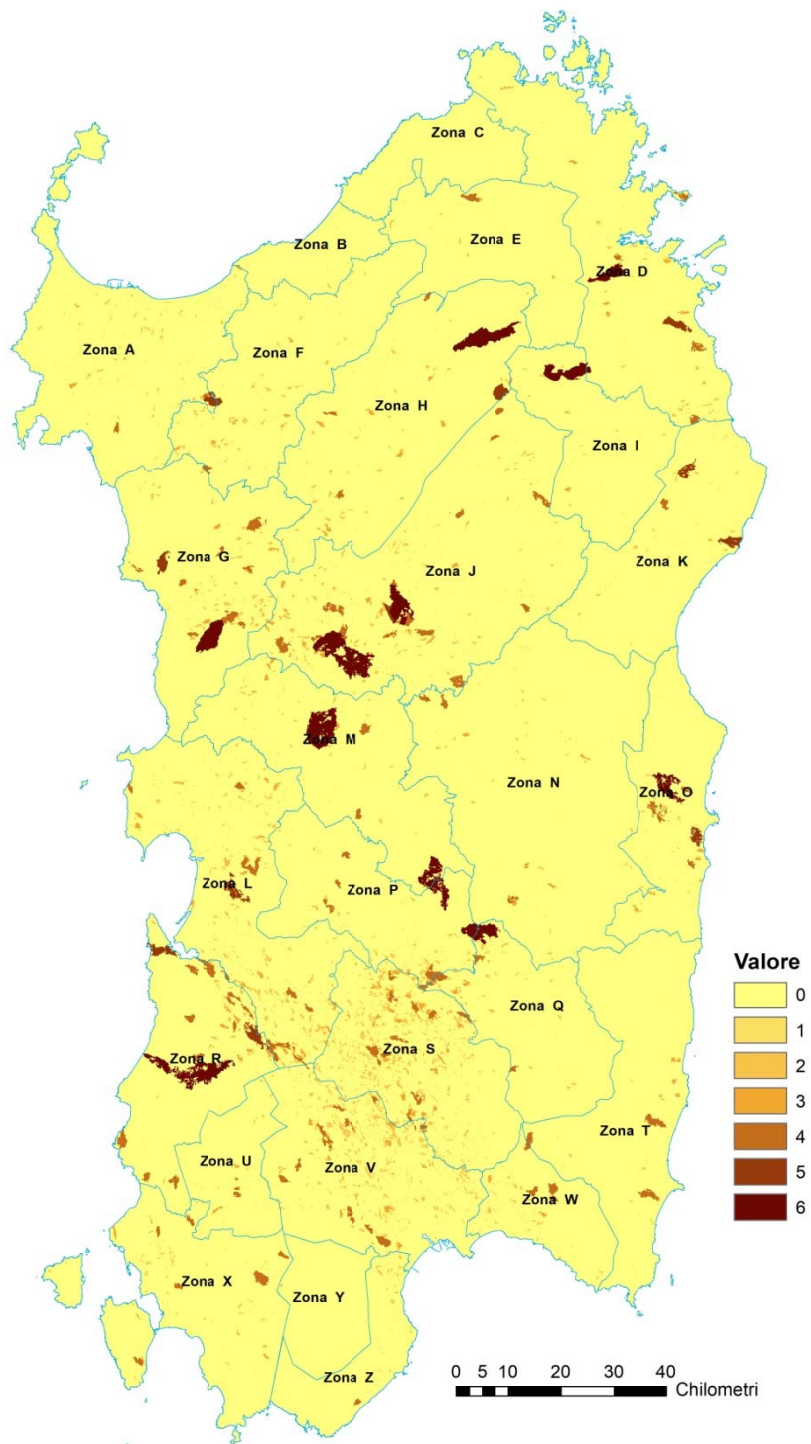 Zona C
Zona B
Zona E
Zona D
Zona A
Zona F
Zona H
Zona I
Zona G
Zona J
Zona K
Zona M
Zona N
Zona O
Zona L
Zona P
Zona Q
Zona S
Zona R
Zona T
Zona U
Zona V
Zona W
Zona X
Zona Y
Zona Z
Valore
0
1
2
3
4
5
6
0 5 10 20 30 40
Chilometri